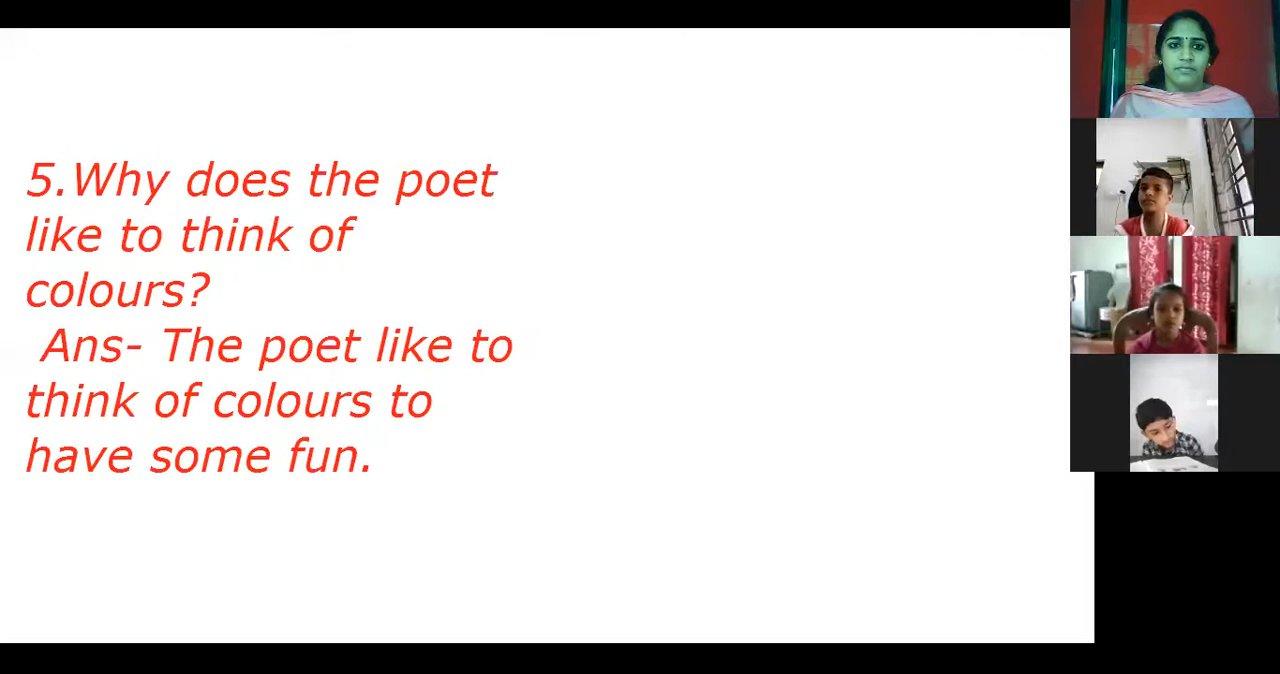 5.Why does the poet
like to think of
colours?
Ans- The poet like to
think of colours to
have some fun.